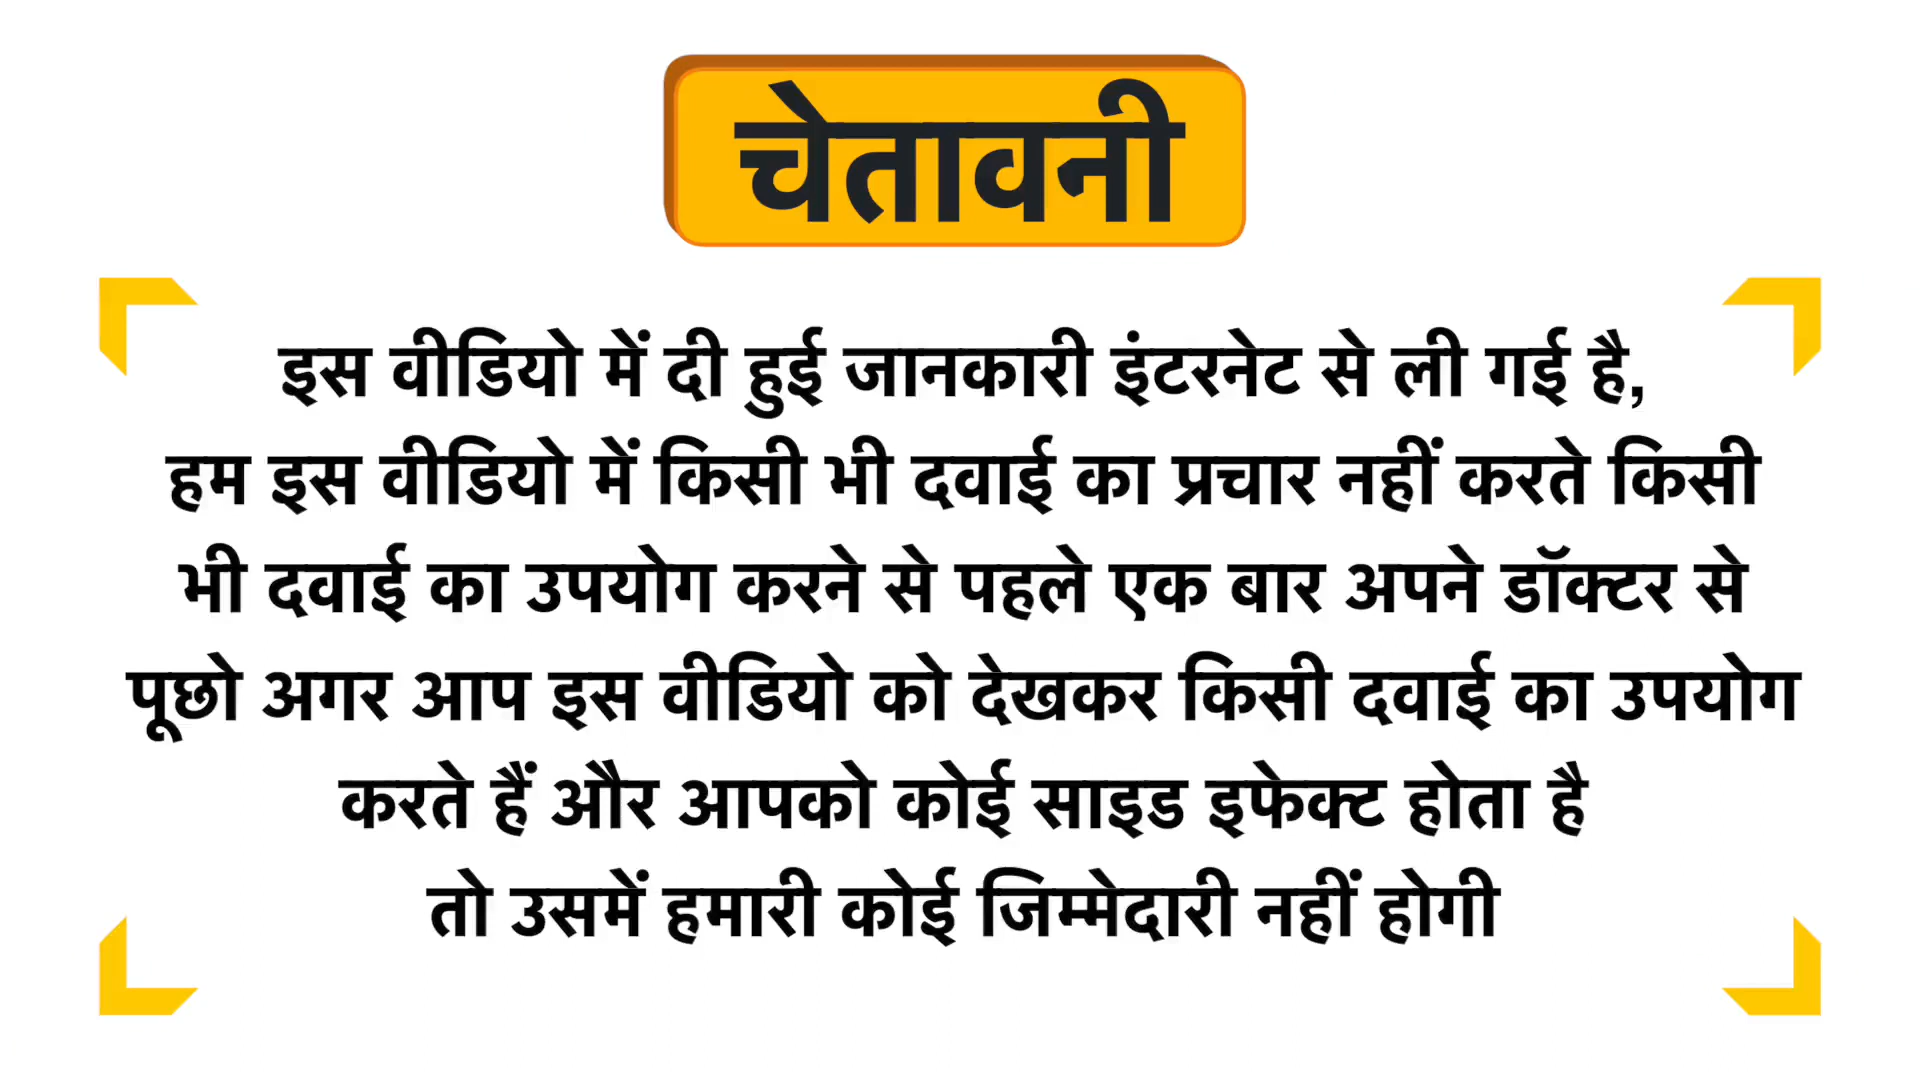 चेतावनी
इस वीडियो में दी हुई जानकारी इंटरनेट से ली गई है,
हम इस वीडियो में किसी भी दवाई का प्रचार नहीं करते किसी
भी दवाई का उपयोग करने से पहले एक बार अपने डॉक्टर से
पूछो अगर आप इस वीडियो को देखकर किसी दवाई का उपयोग
करते हैं और आपको कोई साइड इफेक्ट होता है
तो उसमें हमारी कोई जिम्मेदारी नहीं होगी